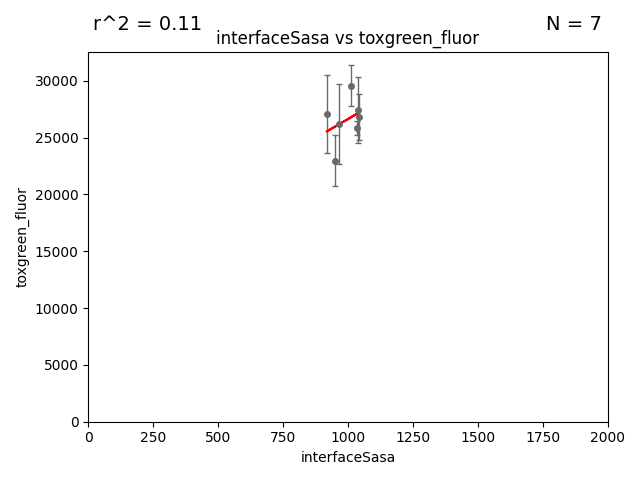 r^2 = 0.11
N = 7
interfaceSasa vs toxgreen_fluor
30000
25000
20000
15000
10000
5000
0
toxgreen_fluor
0 250 500 750 1000 1250 1500 1750 2000
interfaceSasa